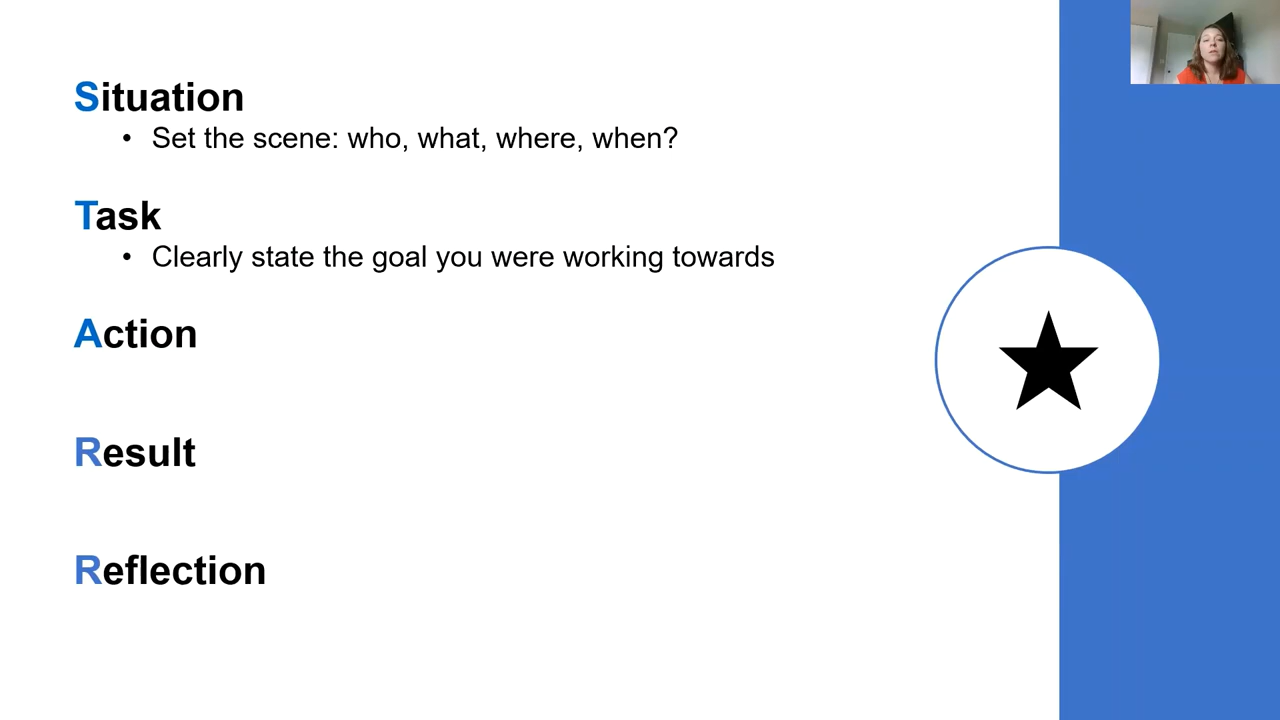 Situation
• Set the scene: who, what, where, when?
Task
• Clearly state the goal you were working towards
Action
Result
Reflection